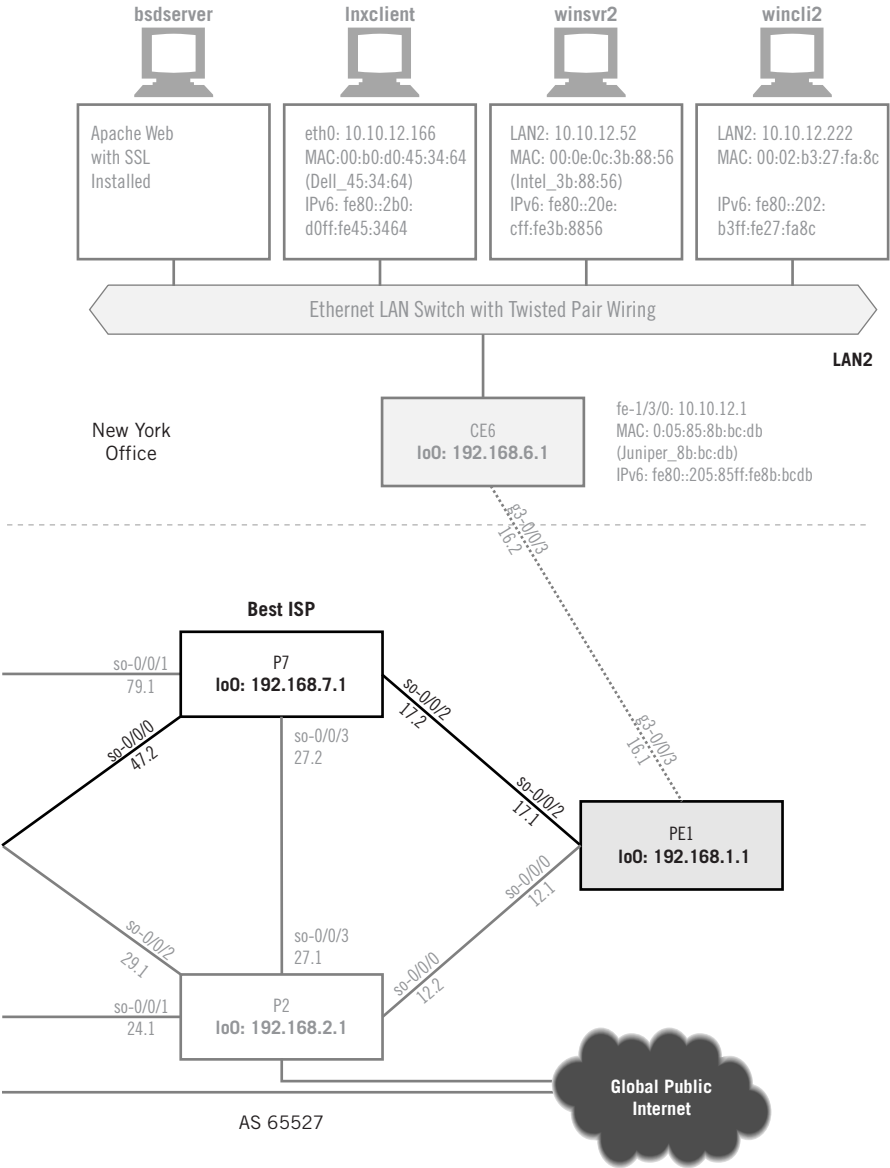 bsdserver
lnxclient
winsvr2
wincli2
Apache Web
with SSL
Installed
eth0: 10.10.12.166
MAC:00:b0:d0:45:34:64
(Dell_45:34:64)
IPv6: fe80::2b0:
d0ff:fe45:3464
LAN2: 10.10.12.52
MAC: 00:0e:0c:3b:88:56
(Intel_3b:88:56)
IPv6: fe80::20e:
cff:fe3b:8856
LAN2: 10.10.12.222
MAC: 00:02:b3:27:fa:8c
IPv6: fe80::202:
b3ff:fe27:fa8c
Ethernet LAN Switch with Twisted Pair Wiring
LAN2
New York
Office
CE6
lo0: 192.168.6.1
fe-1/3/0: 10.10.12.1
MAC: 0:05:85:8b:bc:db
(Juniper_8b:bc:db)
IPv6: fe80::205:85ff:fe8b:bcdb
g3-0/0/3
16.2
Best ISP
so-0/0/1
79.1
P7
lo0: 192.168.7.1
so-0/0/2
17.2
so-0/0/0
47.2
so-0/0/3
27.2
g3-0/0/3
16.1
so-0/0/2
17.1
PE1
lo0: 192.168.1.1
so-0/0/0
12.1
so-0/0/2
29.1
so-0/0/3
27.1
so-0/0/0
12.2
so-0/0/1
24.1
P2
lo0: 192.168.2.1
Global Public
Internet
AS 65527